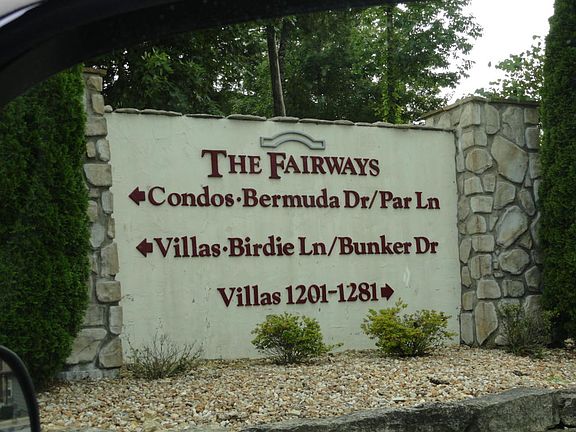 The Fairways
←Condos·Bermuda Dr/Par Ln
←Villas·Birdie Ln/Bunker Dr
Villas 1201-1281→